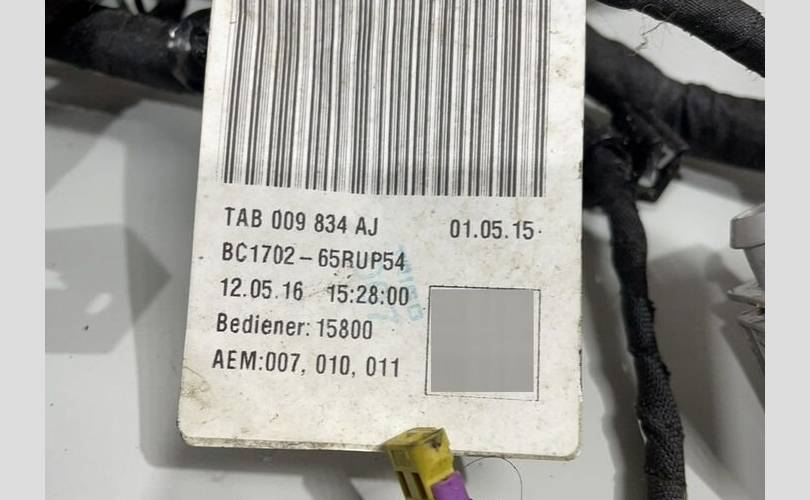 TAB 009 834 AJ 01.05.15
BC1702-65RUP54
12.05.16 15:28:00
Bediener: 15800
AEM:007, 010, 011